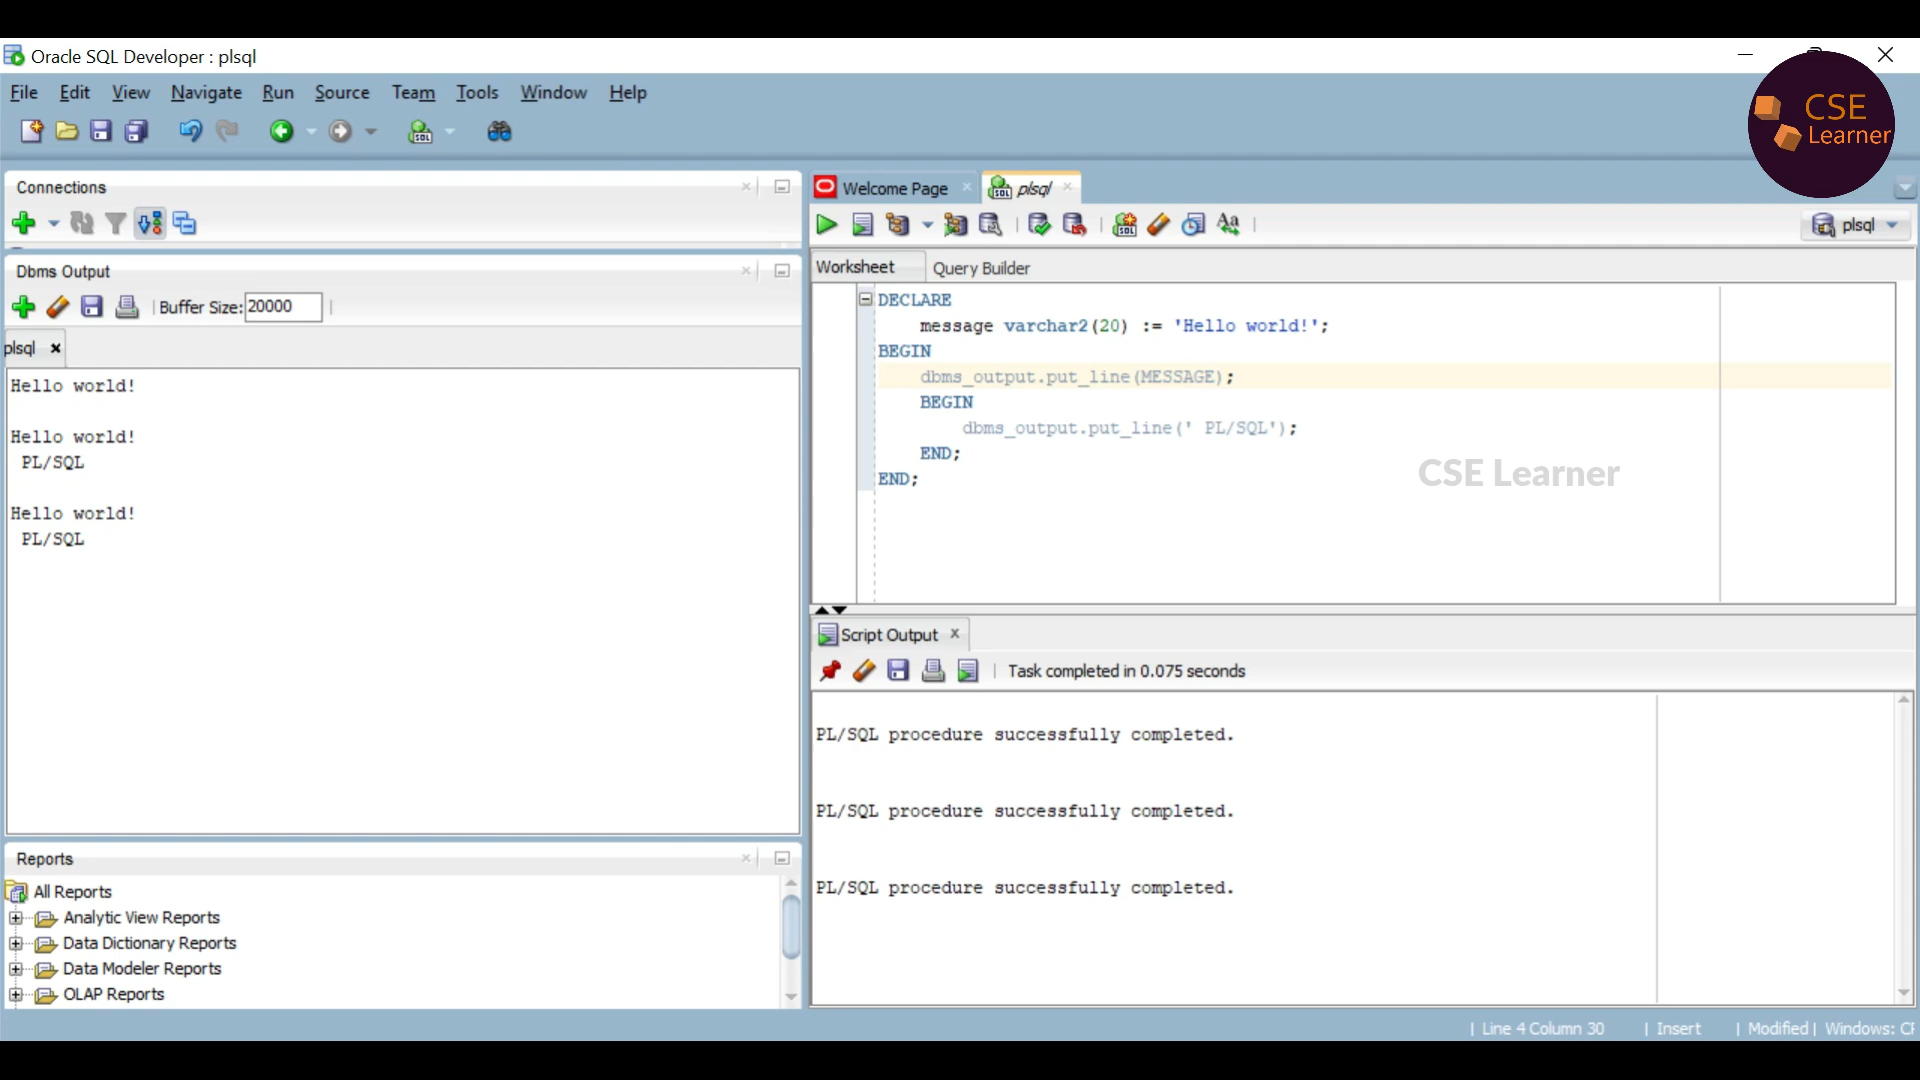 Oracle SQL Developer : plsql
File Edit View Navigate Run Source Team Tools Window Help
CSE
Learner
Connections
Dbms Output
Buffer Size: 20000
plsql
Hello world!
Hello world!
 PL/SQL
Hello world!
 PL/SQL
Reports
All Reports
Analytic View Reports
Data Dictionary Reports
Data Modeler Reports
OLAP Reports
Welcome Page plsql
plsql
Worksheet Query Builder
DECLARE
    message varchar2(20) := 'Hello world!';
BEGIN
    dbms_output.put_line(MESSAGE);
    BEGIN
        dbms_output.put_line(' PL/SQL');
    END;
END;
CSE Learner
Script Output
Task completed in 0.075 seconds
PL/SQL procedure successfully completed.
PL/SQL procedure successfully completed.
PL/SQL procedure successfully completed.
| Line 4 Column 30 | Insert | Modified | Windows: CF